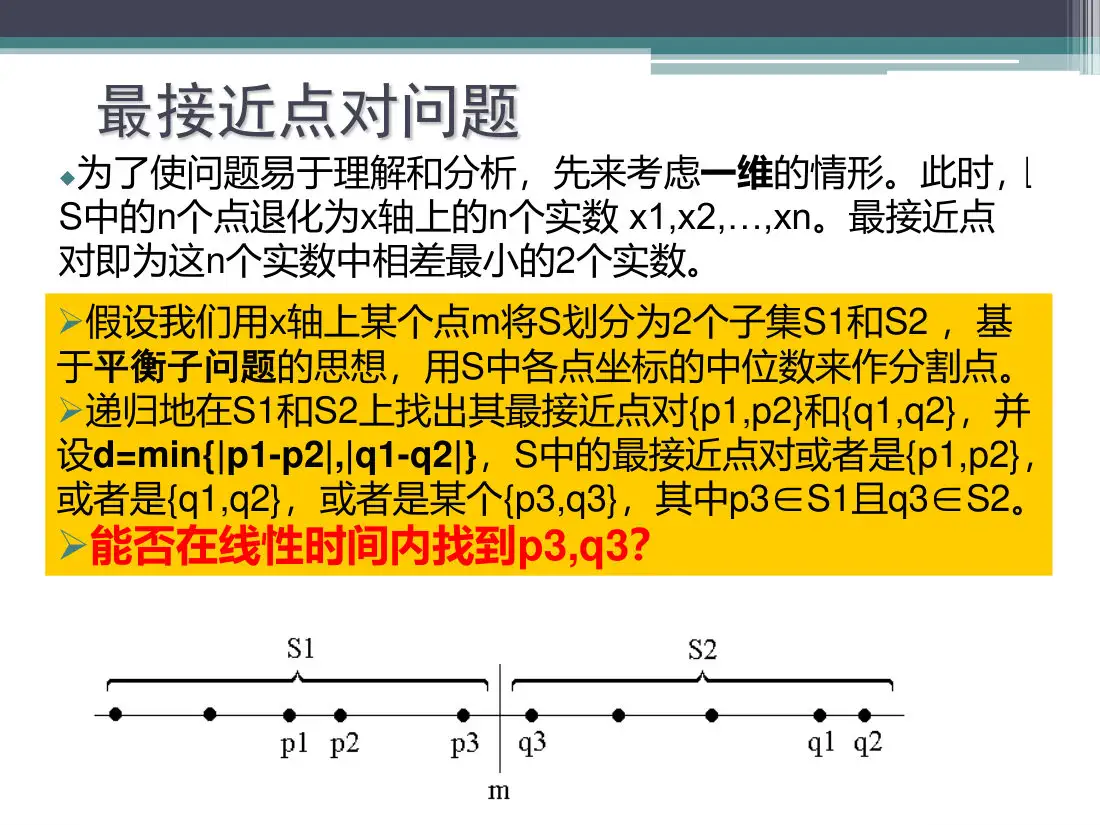 最接近点对问题
为了使问题易于理解和分析，先来考虑一维的情形。此时，
S中的n个点退化为x轴上的n个实数 x1,x2,…,xn。最接近点
对即为这n个实数中相差最小的2个实数。
假设我们用x轴上某个点m将S划分为2个子集S1和S2 ，基
于平衡子问题的思想，用S中各点坐标的中位数来作分割点。
递归地在S1和S2上找出其最接近点对{p1,p2}和{q1,q2}，并
设d=min{|p1-p2|,|q1-q2|}，S中的最接近点对或者是{p1,p2}，
或者是{q1,q2}，或者是某个{p3,q3}，其中p3∈S1且q3∈S2。
能否在线性时间内找到p3,q3？
S1 S2
p1 p2 p3 q3 q1 q2
m